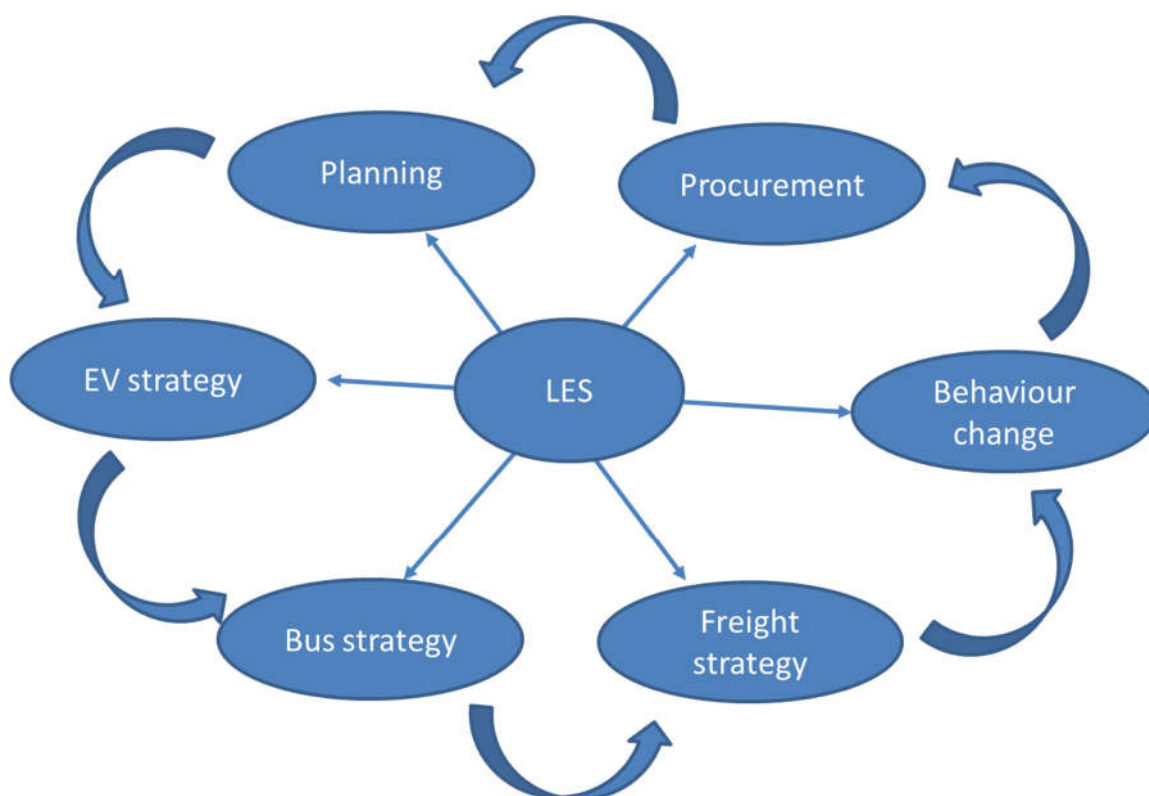 Planning
Procurement
EV strategy
LES
Behaviour
change
Bus strategy
Freight
strategy